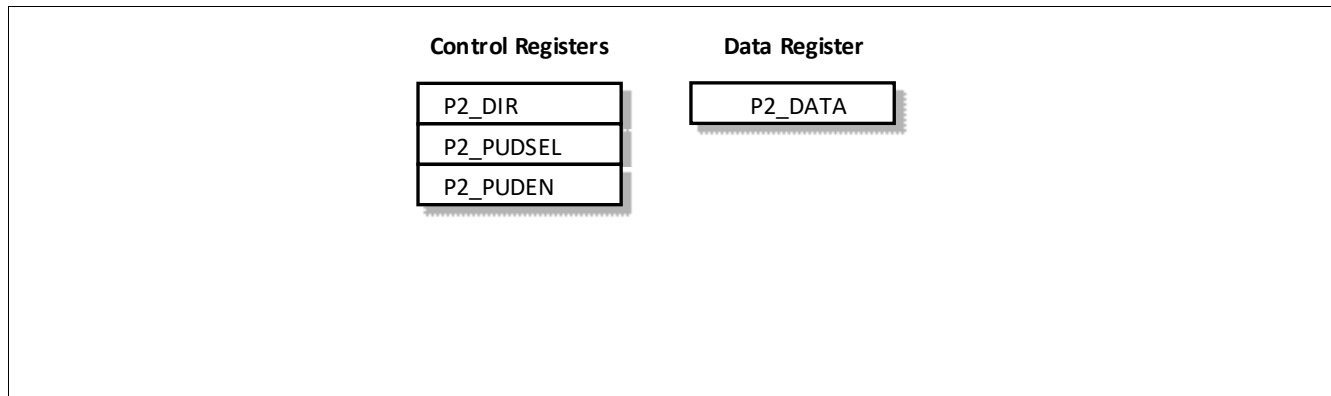 Control Registers
P2_DIR
P2_PUDSEL
P2_PUDEN
Data Register
P2_DATA